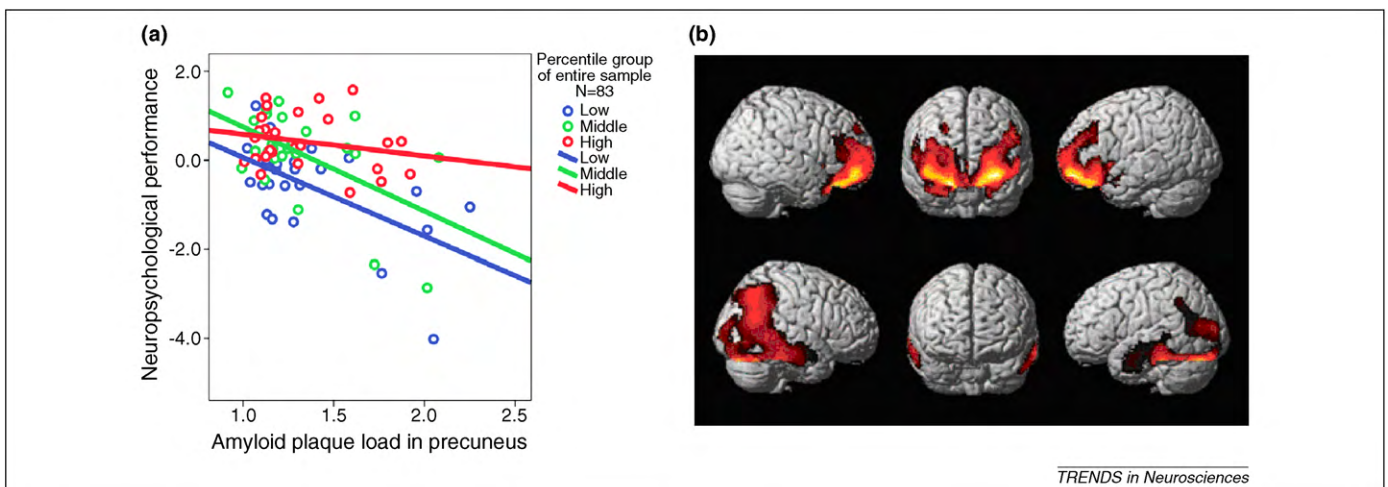 (a)
Neuropsychological performance
2.0
0.0
-2.0
-4.0
1.0 1.5 2.0 2.5
Amyloid plaque load in precuneus
Percentile group
of entire sample
N=83
Low
Middle
High
Low
Middle
High
(b)
TRENDS in Neurosciences